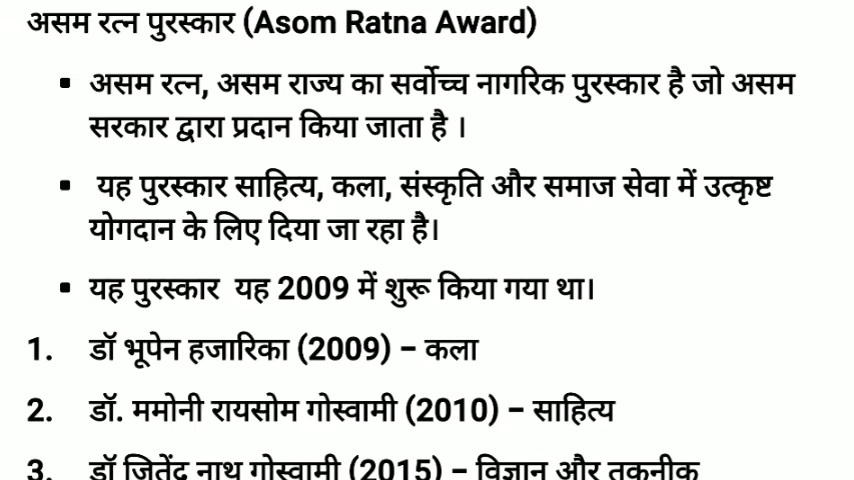 असम रत्न पुरस्कार (Asom Ratna Award)
▪ असम रत्न, असम राज्य का सर्वोच्च नागरिक पुरस्कार है जो असम
सरकार द्वारा प्रदान किया जाता है ।
▪ यह पुरस्कार साहित्य, कला, संस्कृति और समाज सेवा में उत्कृष्ट
योगदान के लिए दिया जा रहा है।
▪ यह पुरस्कार यह 2009 में शुरू किया गया था।
1. डॉ भूपेन हजारिका (2009) – कला
2. डॉ. ममोनी रायसोम गोस्वामी (2010) – साहित्य
3. डॉ जितेंद्र नाथ गोस्वामी (2015) – विज्ञान और तकनीक